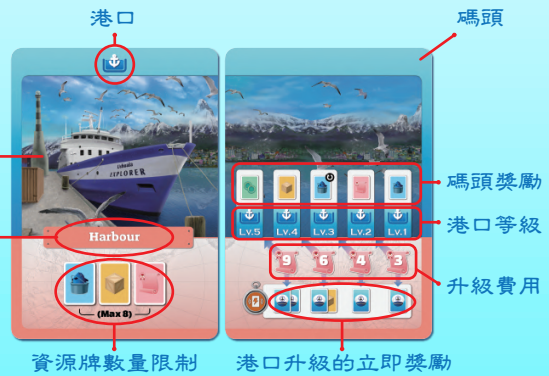 港口
碼頭
Ushuaia
EXPLORER
碼頭獎勵
Lv.5 Lv.4 Lv.3 Lv.2 Lv.1
港口等級
Harbour
9 6 4 3
升級費用
(Max 8)
資源牌數量限制
港口升級的立即獎勵